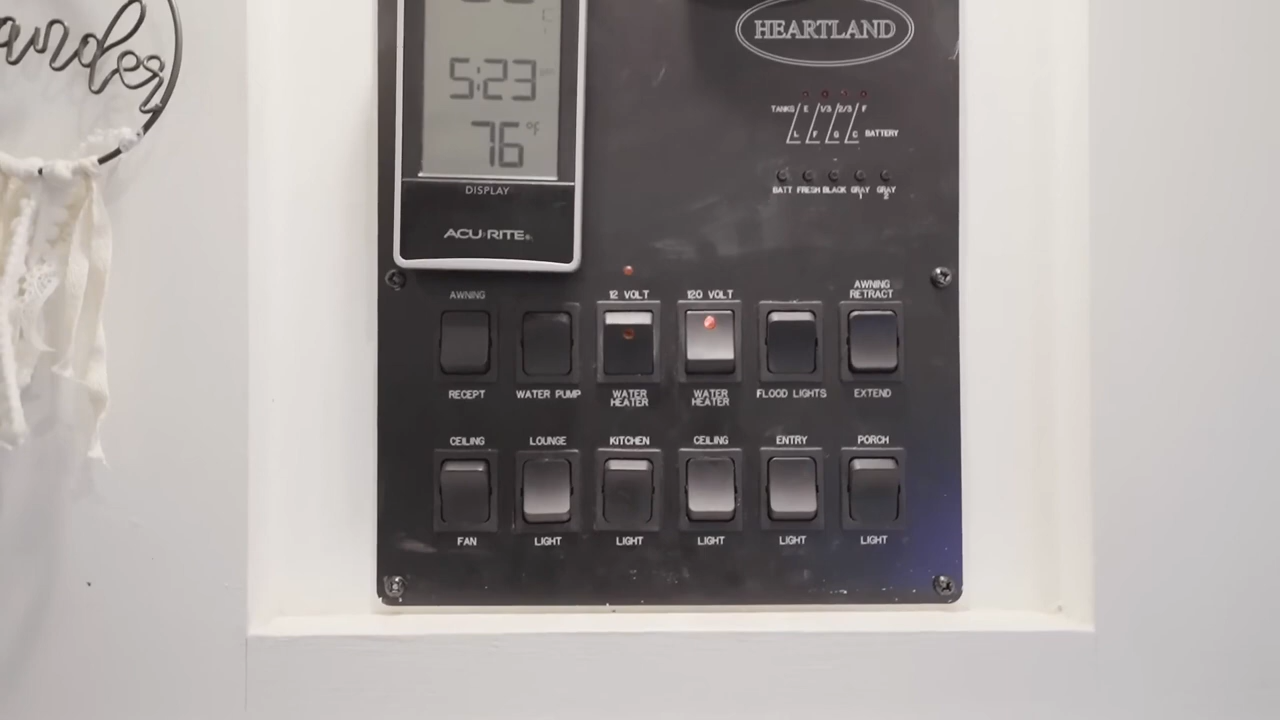 HEARTLAND
5:23 PM
76 °F
DISPLAY
ACU RITE
TANKS E 1/3 2/3 F
L F G C BATTERY
BATT FRESH BLACK GRAY 1 GRAY 2
AWNING
12 VOLT
120 VOLT
AWNING RETRACT
RECEPT
WATER PUMP
WATER HEATER
WATER HEATER
FLOOD LIGHTS
EXTEND
CEILING
LOUNGE
KITCHEN
CEILING
ENTRY
PORCH
FAN
LIGHT
LIGHT
LIGHT
LIGHT
LIGHT